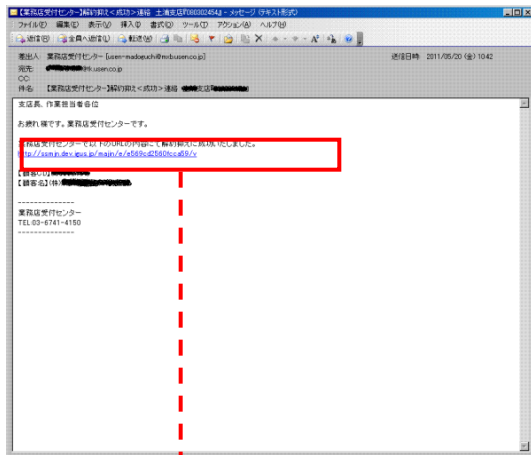 【業務店受付センター】解約抑え<成功>連絡 土浦支店 - メッセージ (テキスト形式)
ファイル(F) 編集(E) 表示(V) 挿入(I) 書式(O) ツール(T) アクション(A) ヘルプ(H)
返信(R) 全員へ返信(L) 転送(W)
差出人: 業務店受付センター 送信日時: 2011/05/20 (金) 10:42
宛先: usen.co.jp
CC:
件名: 【業務店受付センター】解約抑え<成功>連絡 支店
支店長、作業担当者各位
お疲れ様です。業務店受付センターです。
業務店受付センターで以下のURLの内容にて解約抑えに成功いたしました。
【顧客CD】
【顧客名】(株)
--------------
業務店受付センター
TEL:03-6741-4150
--------------